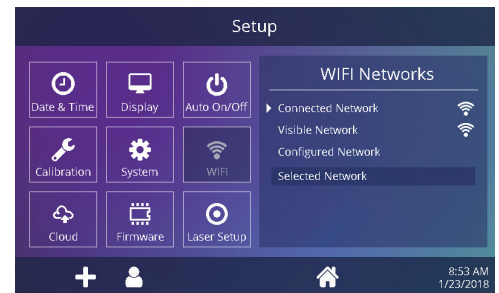 Setup
Date & Time
Display
Auto On/Off
Calibration
System
WIFI
Cloud
Firmware
Laser Setup
WIFI Networks
Connected Network
Visible Network
Configured Network
Selected Network
8:53 AM
1/23/2018